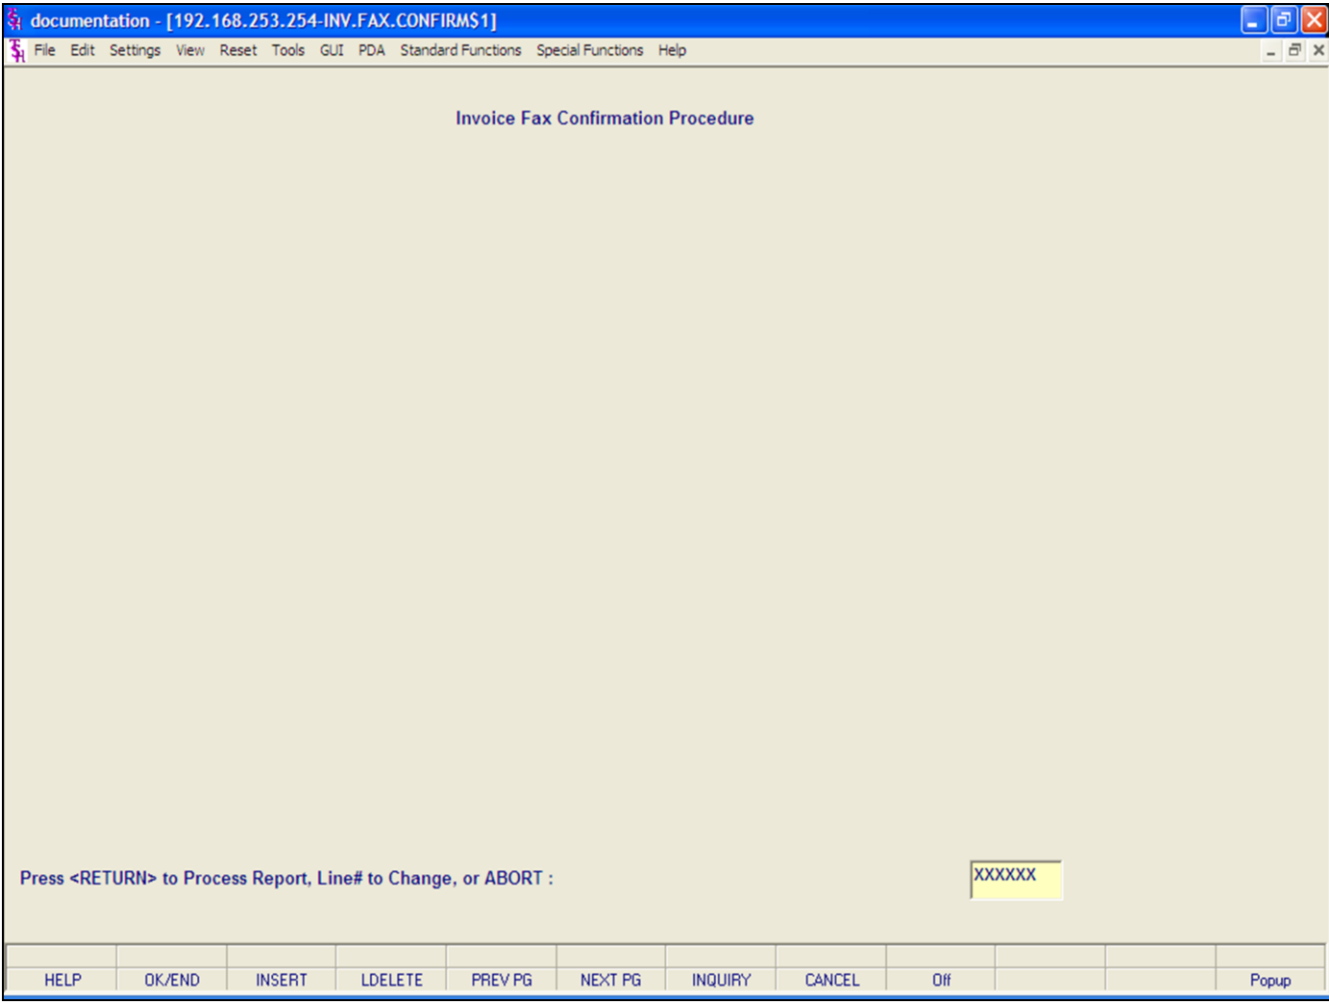 documentation - [192.168.253.254-INV.FAX.CONFIRM$1]
File Edit Settings View Reset Tools GUI PDA Standard Functions Special Functions Help
Invoice Fax Confirmation Procedure
Press <RETURN> to Process Report, Line# to Change, or ABORT :
XXXXXX
HELP OK/END INSERT LDELETE PREV PG NEXT PG INQUIRY CANCEL Off Popup